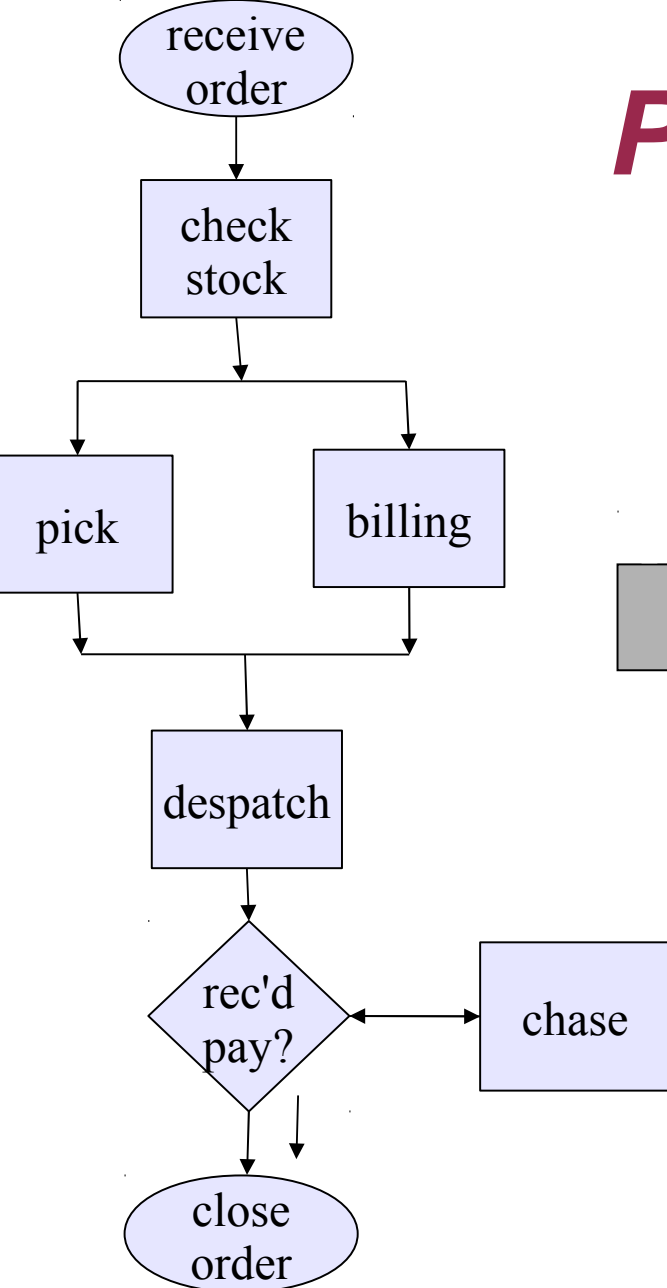 receive
order
P
check
stock
pick
billing
despatch
rec'd
pay?
chase
close
order